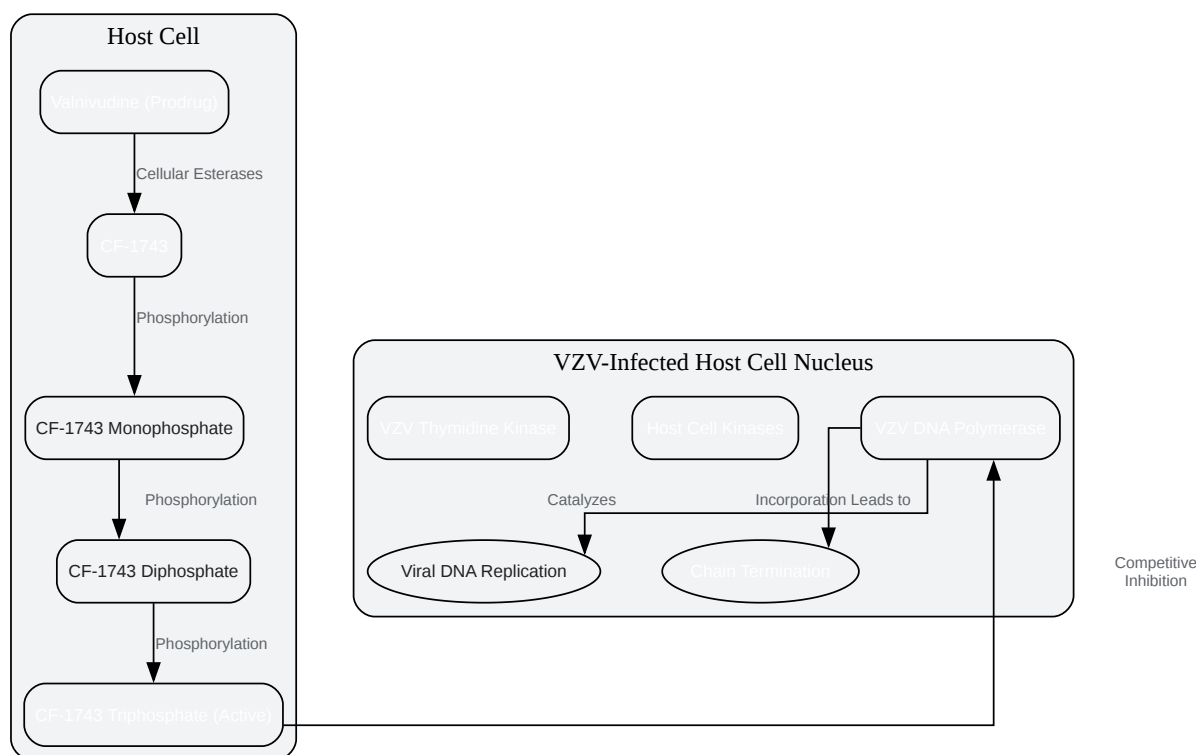 Host Cell
Valnivudine (Prodrug)
Cellular Esterases
CF-1743
Phosphorylation
CF-1743 Monophosphate
Phosphorylation
CF-1743 Diphosphate
Phosphorylation
CF-1743 Triphosphate (Active)
VZV-Infected Host Cell Nucleus
VZV Thymidine Kinase
Host Cell Kinases
VZV DNA Polymerase
Catalyzes
Incorporation Leads to
Viral DNA Replication
Chain Termination
Competitive
Inhibition